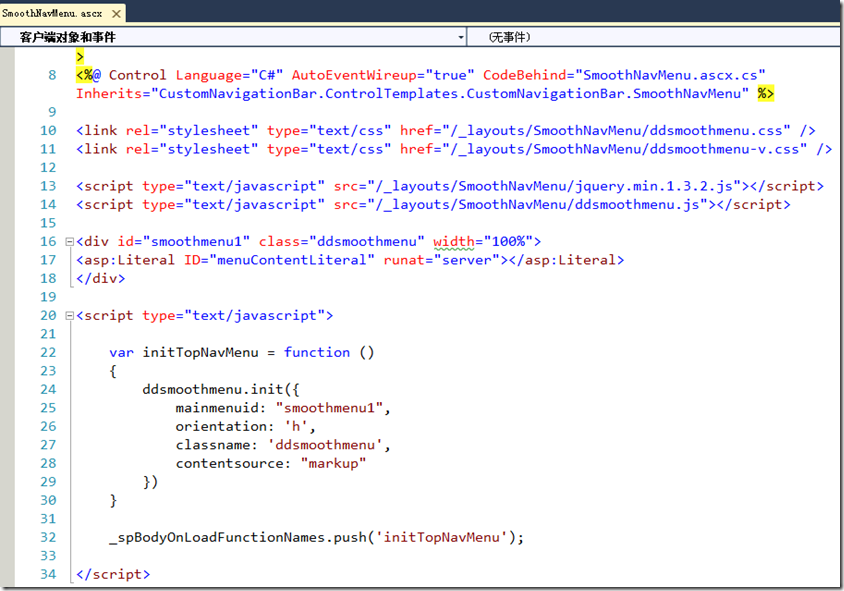 SmoothNavMenu.ascx ×
客户端对象和事件 (无事件)
>
8 <%@ Control Language="C#" AutoEventWireup="true" CodeBehind="SmoothNavMenu.ascx.cs"
Inherits="CustomNavigationBar.ControlTemplates.CustomNavigationBar.SmoothNavMenu" %>
9
10 <link rel="stylesheet" type="text/css" href="/_layouts/SmoothNavMenu/ddsmoothmenu.css" />
11 <link rel="stylesheet" type="text/css" href="/_layouts/SmoothNavMenu/ddsmoothmenu-v.css" />
12
13 <script type="text/javascript" src="/_layouts/SmoothNavMenu/jquery.min.1.3.2.js"></script>
14 <script type="text/javascript" src="/_layouts/SmoothNavMenu/ddsmoothmenu.js"></script>
15
16 <div id="smoothmenu1" class="ddsmoothmenu" width="100%">
17 <asp:Literal ID="menuContentLiteral" runat="server"></asp:Literal>
18 </div>
19
20 <script type="text/javascript">
21
22     var initTopNavMenu = function ()
23     {
24         ddsmoothmenu.init({
25             mainmenuid: "smoothmenu1",
26             orientation: 'h',
27             classname: 'ddsmoothmenu',
28             contentsource: "markup"
29         })
30     }
31
32     _spBodyOnLoadFunctionNames.push('initTopNavMenu');
33
34 </script>